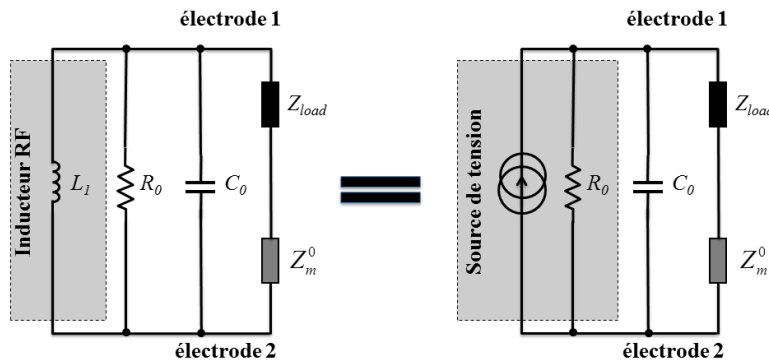 électrode 1
Inducteur RF
L1
R0
C0
Zload
Z0m
électrode 2
électrode 1
Source de tension
R0
C0
Zload
Z0m
électrode 2